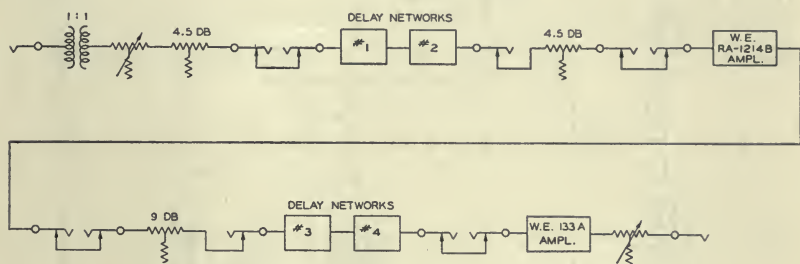 1:1
4.5 DB
DELAY NETWORKS
#1
#2
4.5 DB
W.E.
RA-1214B
AMPL.
9 DB
DELAY NETWORKS
#3
#4
W.E. 133A
AMPL.